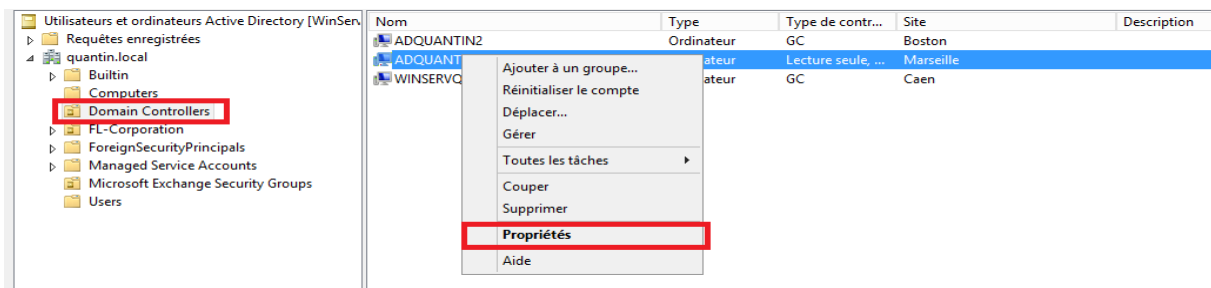 Utilisateurs et ordinateurs Active Directory [WinServ
Requêtes enregistrées
quantin.local
Builtin
Computers
Domain Controllers
FL-Corporation
ForeignSecurityPrincipals
Managed Service Accounts
Microsoft Exchange Security Groups
Users
Nom Type Type de contr... Site Description
ADQUANTIN2 Ordinateur GC Boston
ADQUANT ateur Lecture seule, ... Marseille
WINSERVQ ateur GC Caen
Ajouter à un groupe...
Réinitialiser le compte
Déplacer...
Gérer
Toutes les tâches
Couper
Supprimer
Propriétés
Aide